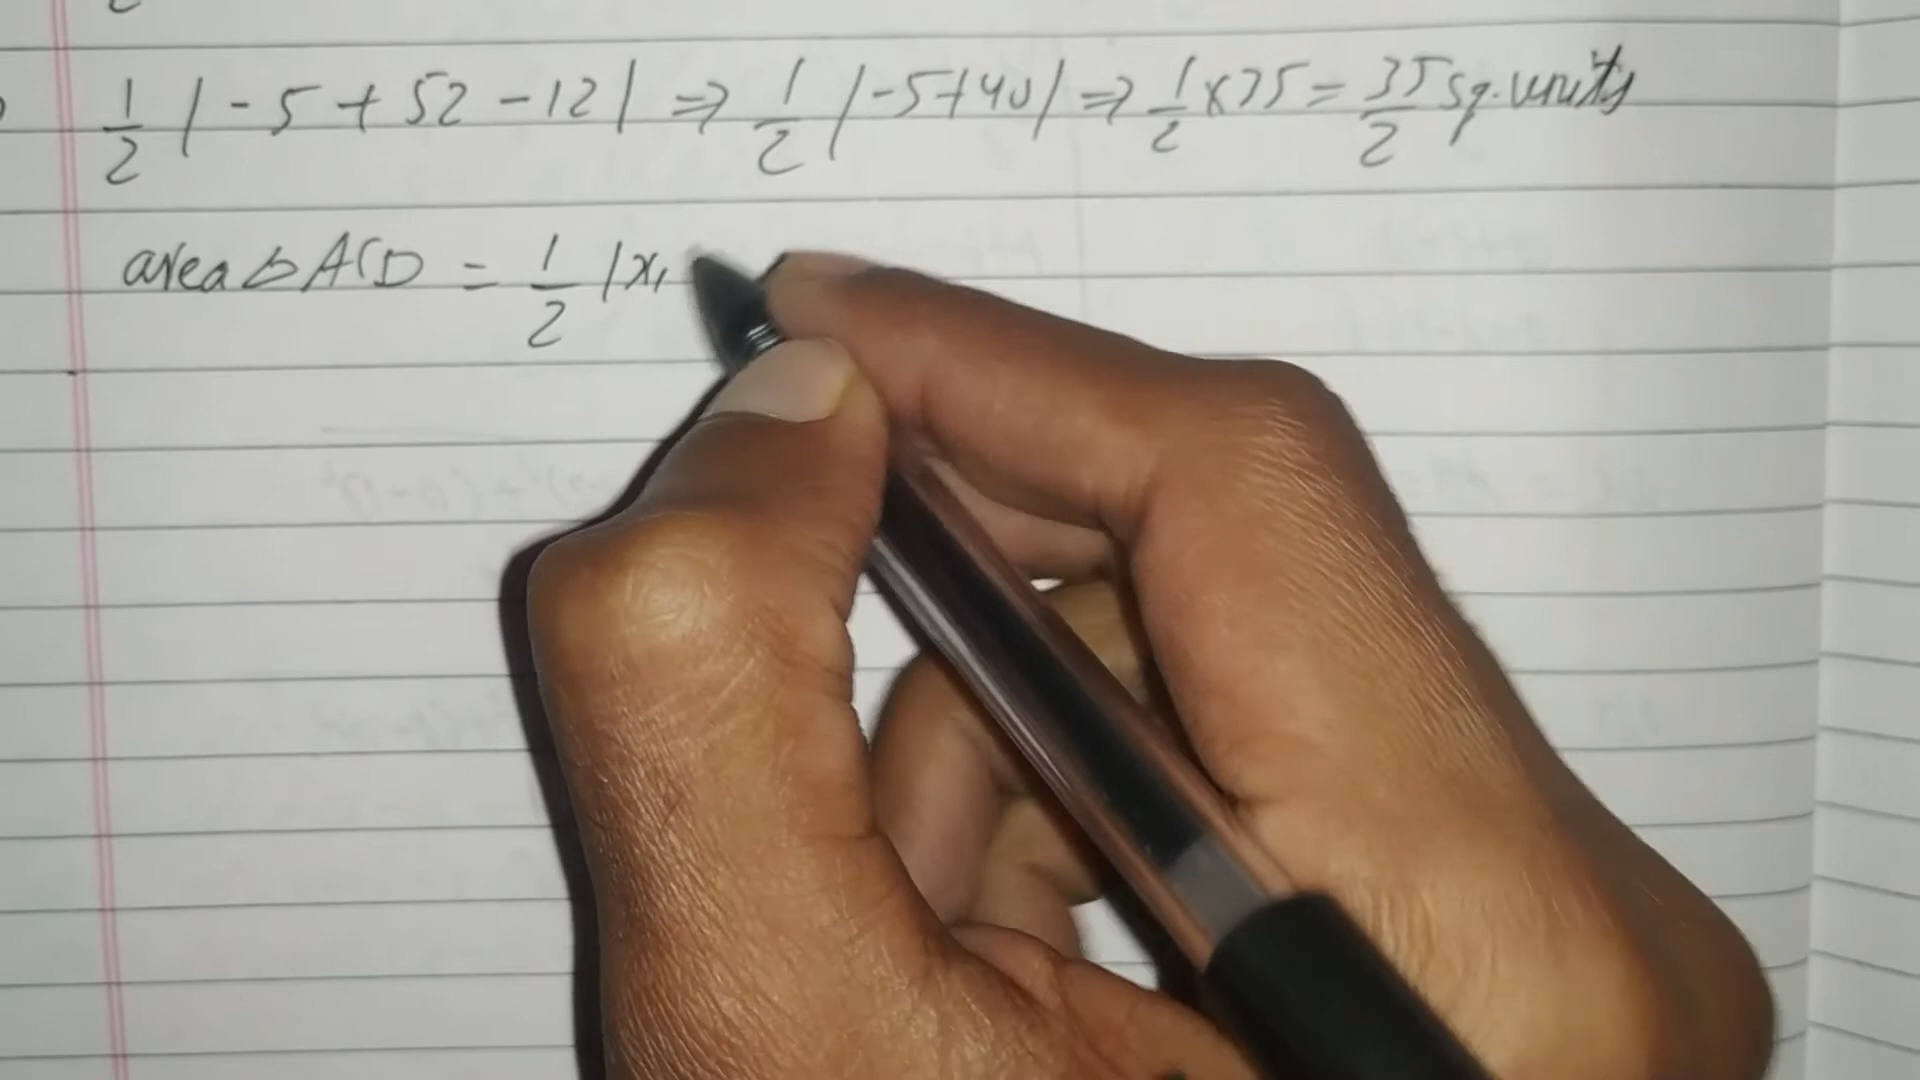 1/2 |-5+52-12| ⇒ 1/2 |-5+40| ⇒ 1/2 x35 = 35/2 sq.units
area△ACD = 1/2 |x₁